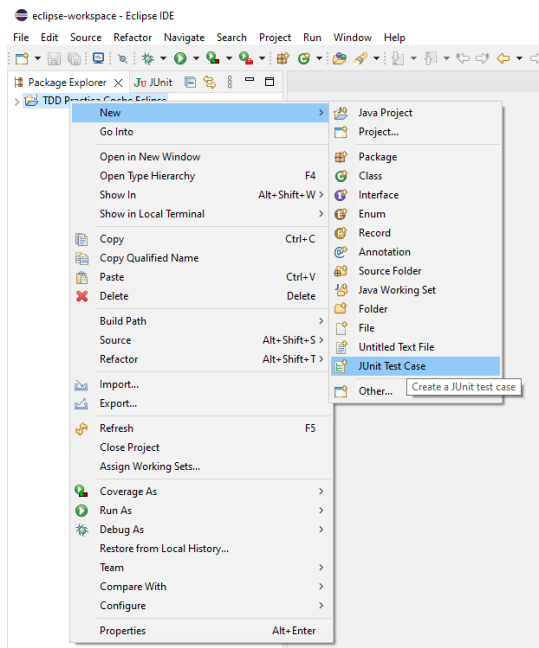 eclipse-workspace - Eclipse IDE
File Edit Source Refactor Navigate Search Project Run Window Help
Package Explorer JUnit
TDD Practica Coche Eclipse
New
Go Into
Open in New Window
Open Type Hierarchy F4
Show In Alt+Shift+W >
Show in Local Terminal >
Copy Ctrl+C
Copy Qualified Name
Paste Ctrl+V
Delete Delete
Build Path >
Source Alt+Shift+S >
Refactor Alt+Shift+T >
Import...
Export...
Refresh F5
Close Project
Assign Working Sets...
Coverage As >
Run As >
Debug As >
Restore from Local History...
Team >
Compare With >
Configure >
Properties Alt+Enter
Java Project
Project...
Package
Class
Interface
Enum
Record
Annotation
Source Folder
Java Working Set
Folder
File
Untitled Text File
JUnit Test Case
Other...
Create a JUnit test case